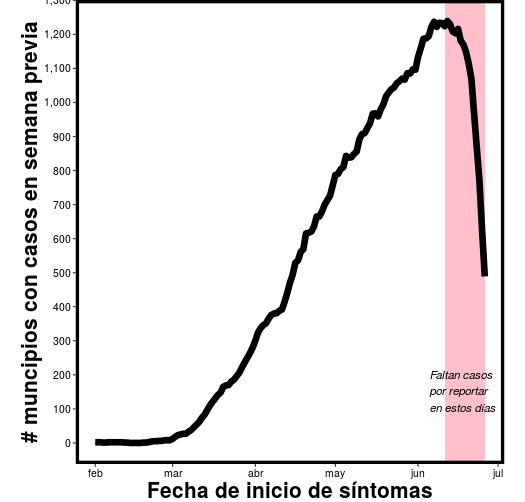 1,300
1,200
1,100
1,000
900
800
700
600
500
400
300
200
100
0
# muncipios con casos en semana previa
Faltan casos
por reportar
en estos días
feb mar abr may jun jul
Fecha de inicio de síntomas